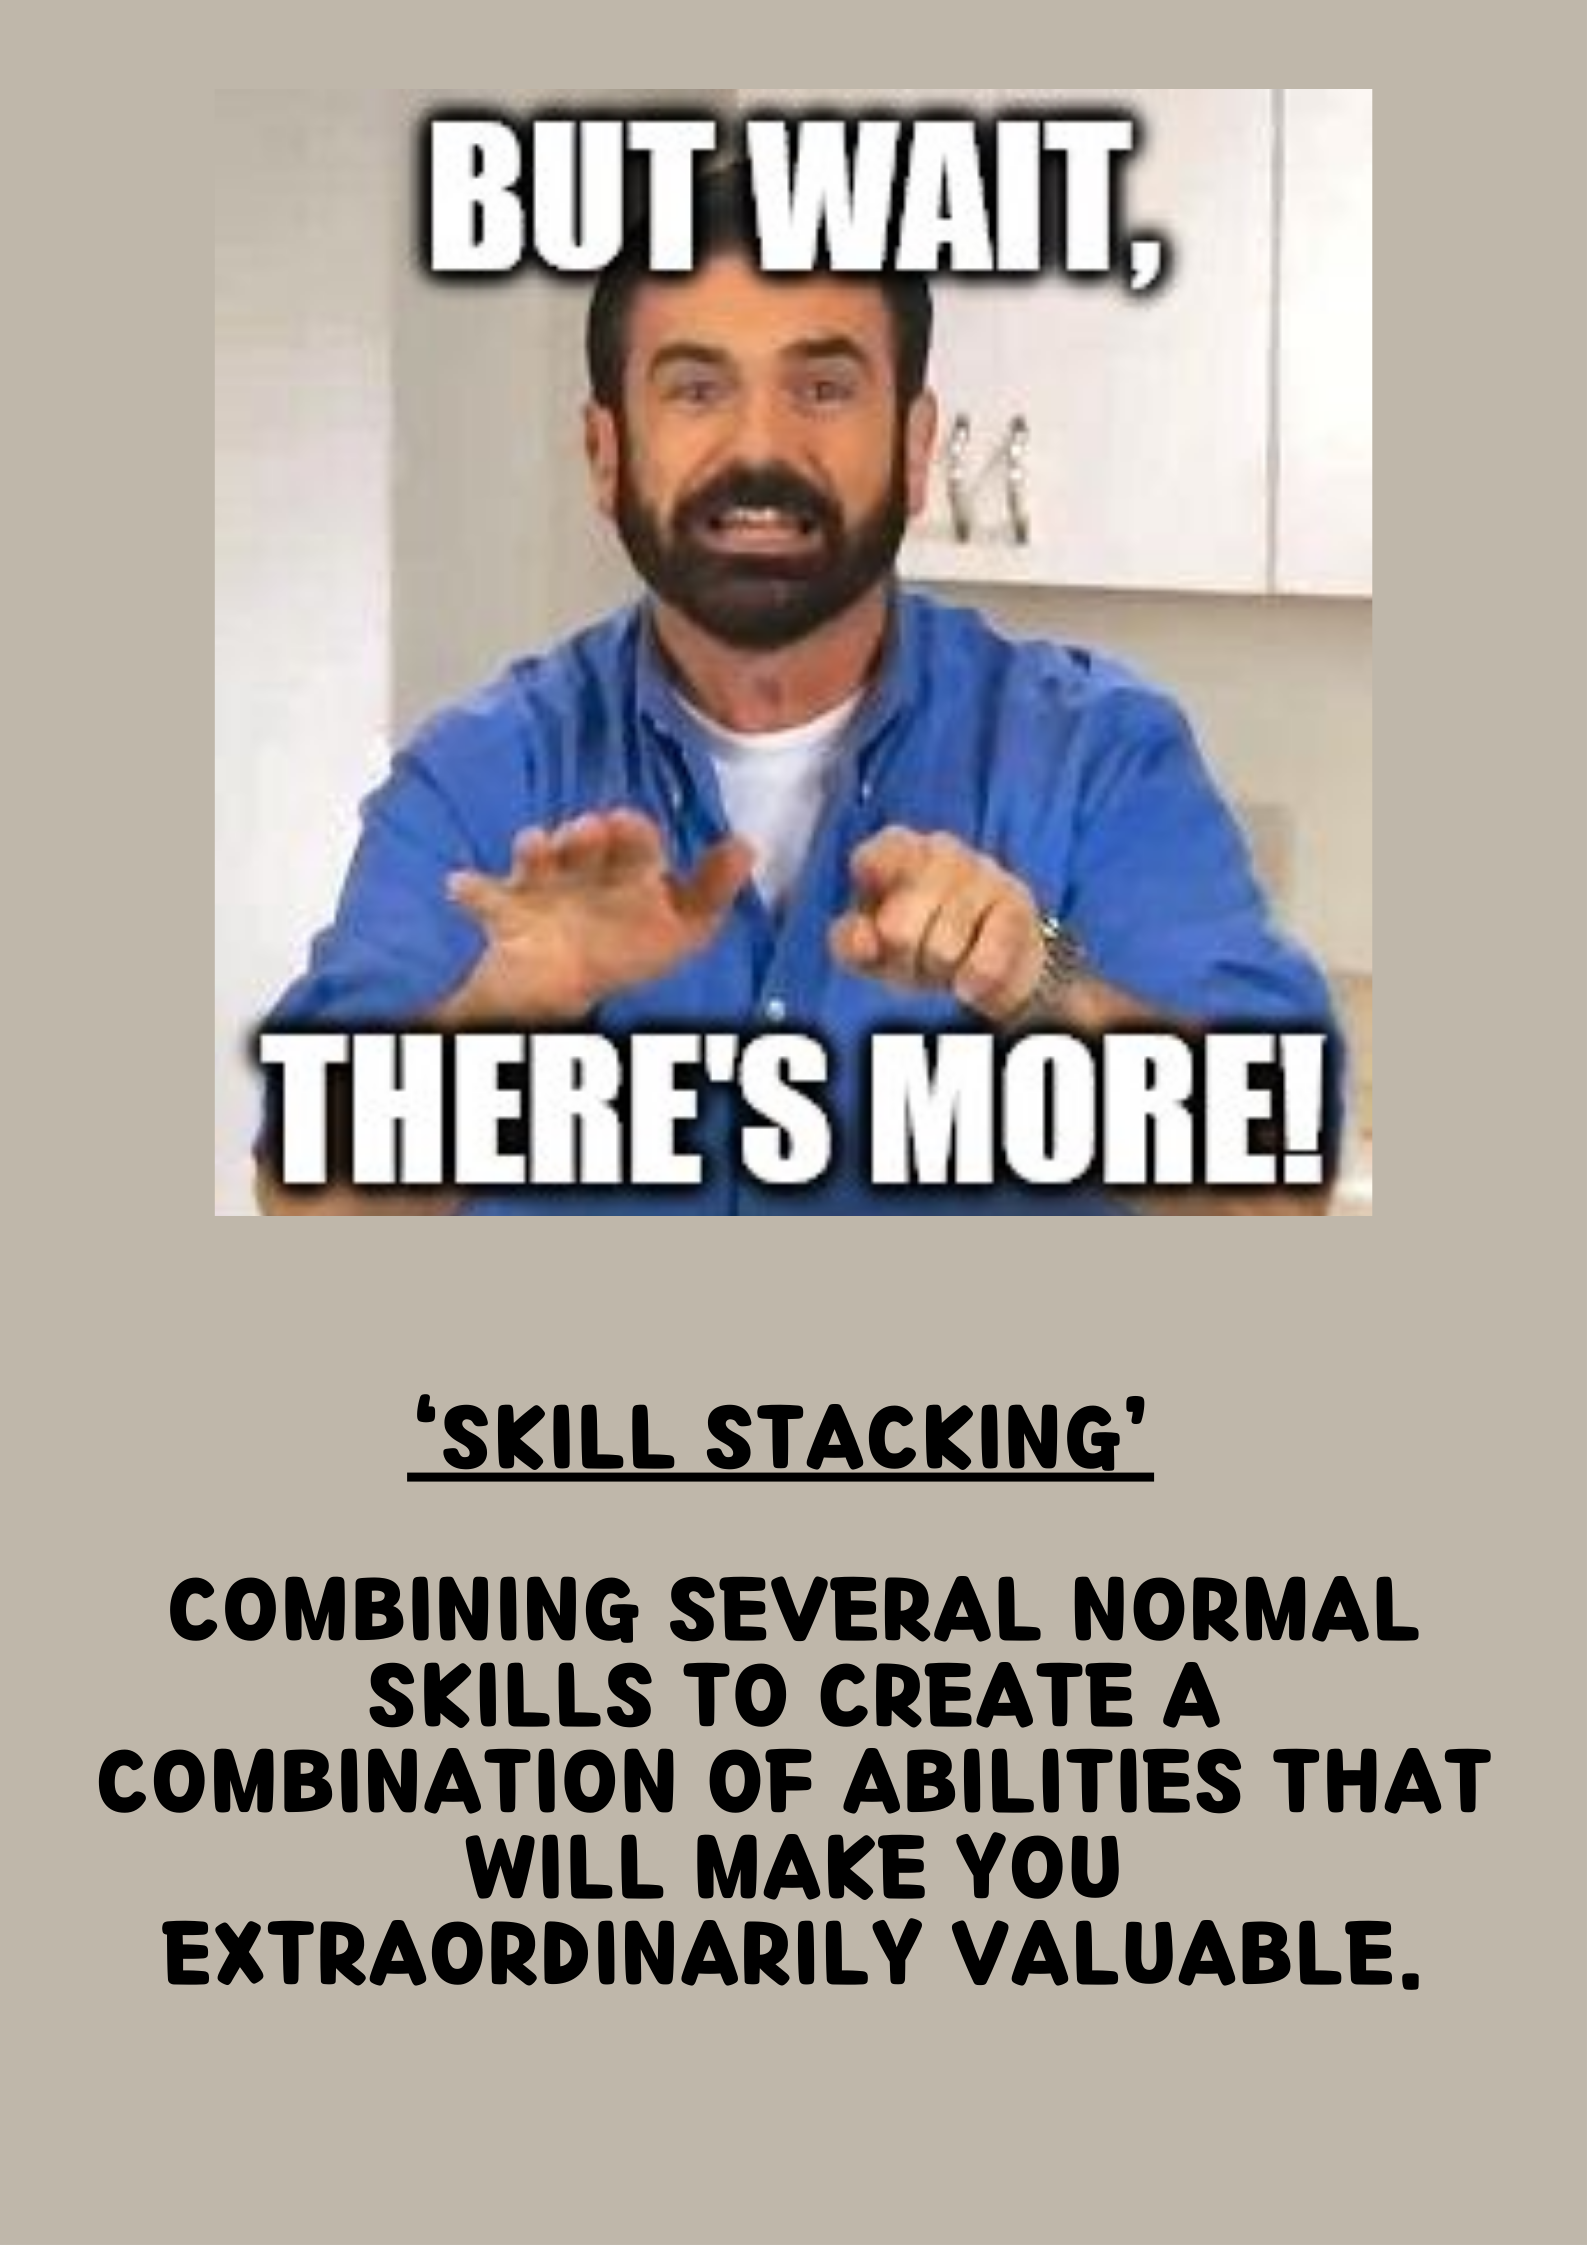 BUT WAIT,
THERE'S MORE!
‘SKILL STACKING’
COMBINING SEVERAL NORMAL
SKILLS TO CREATE A
COMBINATION OF ABILITIES THAT
WILL MAKE YOU
EXTRAORDINARILY VALUABLE.